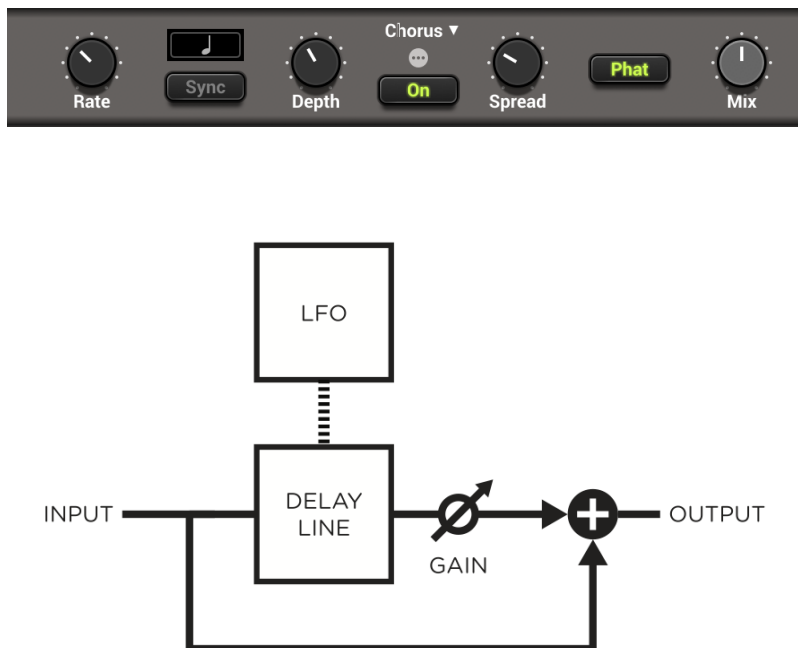 Chorus ▼
Rate
Sync
Depth
On
Spread
Phat
Mix
LFO
INPUT
DELAY
LINE
GAIN
OUTPUT